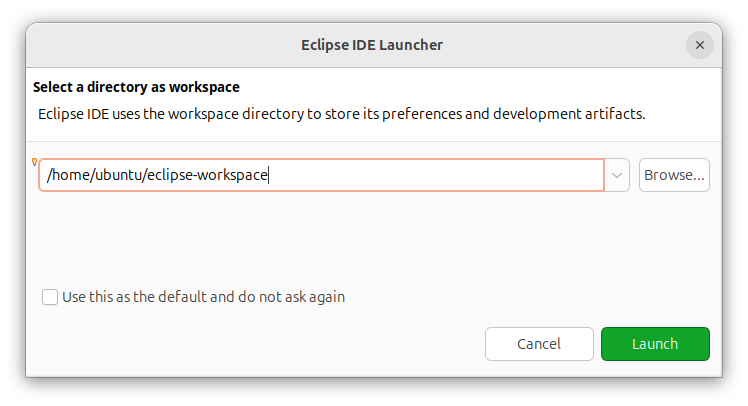 Eclipse IDE Launcher
Select a directory as workspace
Eclipse IDE uses the workspace directory to store its preferences and development artifacts.
/home/ubuntu/eclipse-workspace
Browse...
Use this as the default and do not ask again
Cancel
Launch